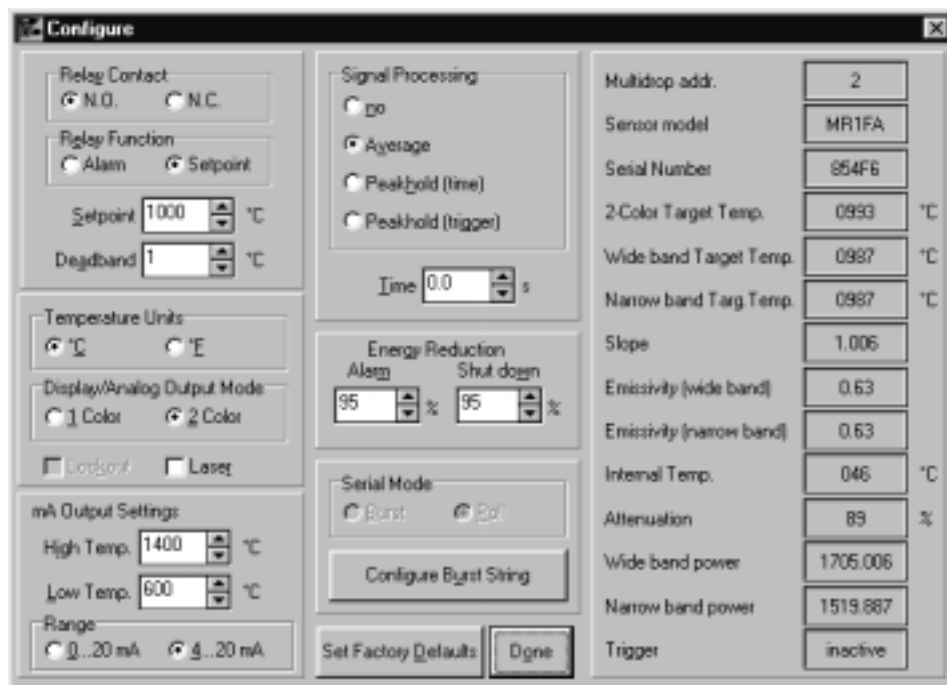 Configure
Relay Contact
N.O. N.C.
Relay Function
Alarm Setpoint
Setpoint 1000 °C
Deadband 1 °C
Temperature Units
°C °F
Display/Analog Output Mode
1 Color 2 Color
Lockout Laser
mA Output Settings
High Temp. 1400 °C
Low Temp. 600 °C
Range
0...20 mA 4...20 mA
Signal Processing
no
Average
Peakhold (time)
Peakhold (trigger)
Time 0.0 s
Energy Reduction
Alarm Shut down
95 % 95 %
Serial Mode
Burst Poll
Configure Burst String
Set Factory Defaults Done
Multidrop addr. 2
Sensor model MR1FA
Serial Number 854F6
2-Color Target Temp. 0993 °C
Wide band Target Temp. 0987 °C
Narrow band Targ.Temp. 0987 °C
Slope 1.006
Emissivity (wide band) 0.63
Emissivity (narrow band) 0.63
Internal Temp. 046 °C
Attenuation 89 %
Wide band power 1705.006
Narrow band power 1519.887
Trigger inactive